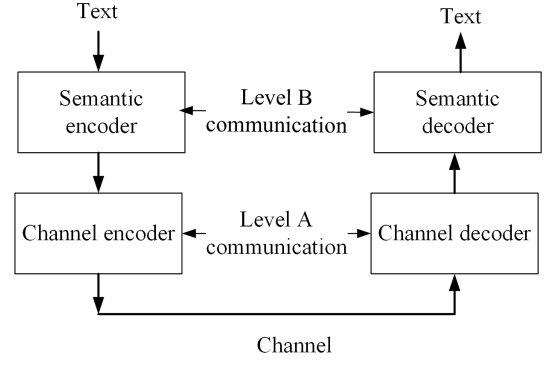 Text
Text
Semantic
encoder
Level B
communication
Semantic
decoder
Channel encoder
Level A
communication
Channel decoder
Channel